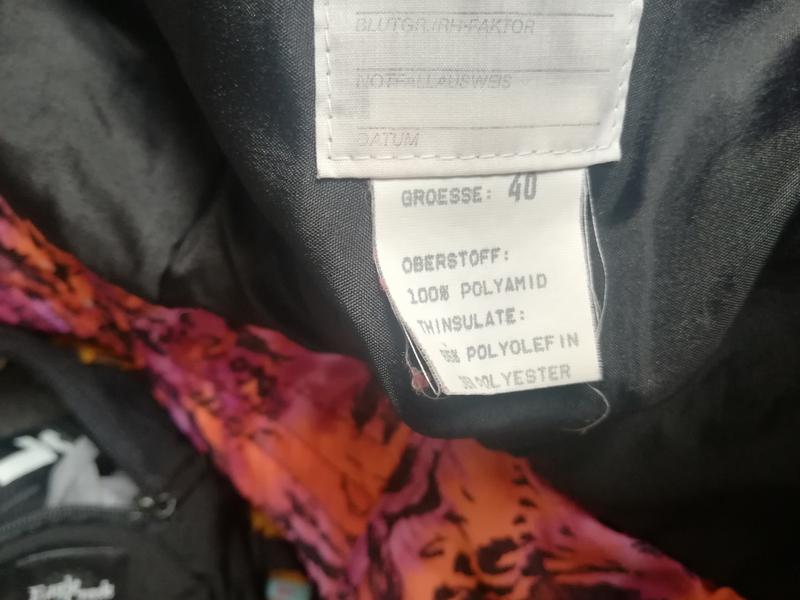 BLUTGR./RH-FAKTOR
NOTFALLAUSWEIS
DATUM
GROESSE: 40
OBERSTOFF:
100% POLYAMID
THINSULATE:
POLYOLEFIN
POLYESTER